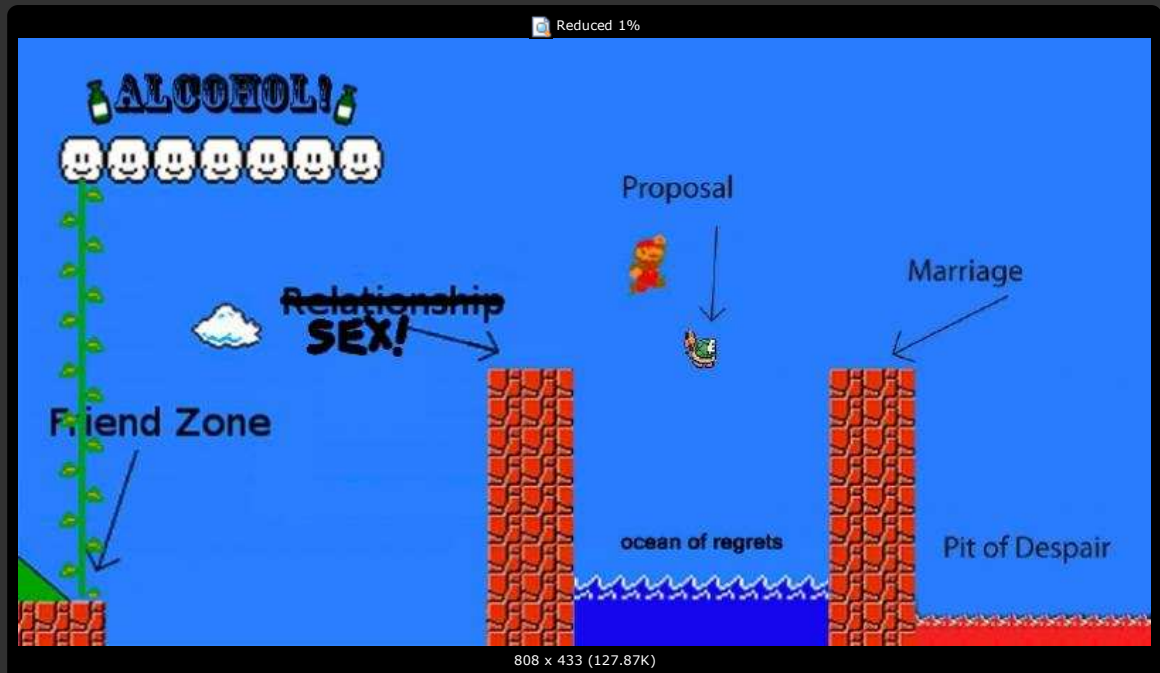 Reduced 1%
ALCOHOL!
Proposal
Marriage
Relationship
SEX!
Friend Zone
ocean of regrets
Pit of Despair
808 x 433 (127.87K)